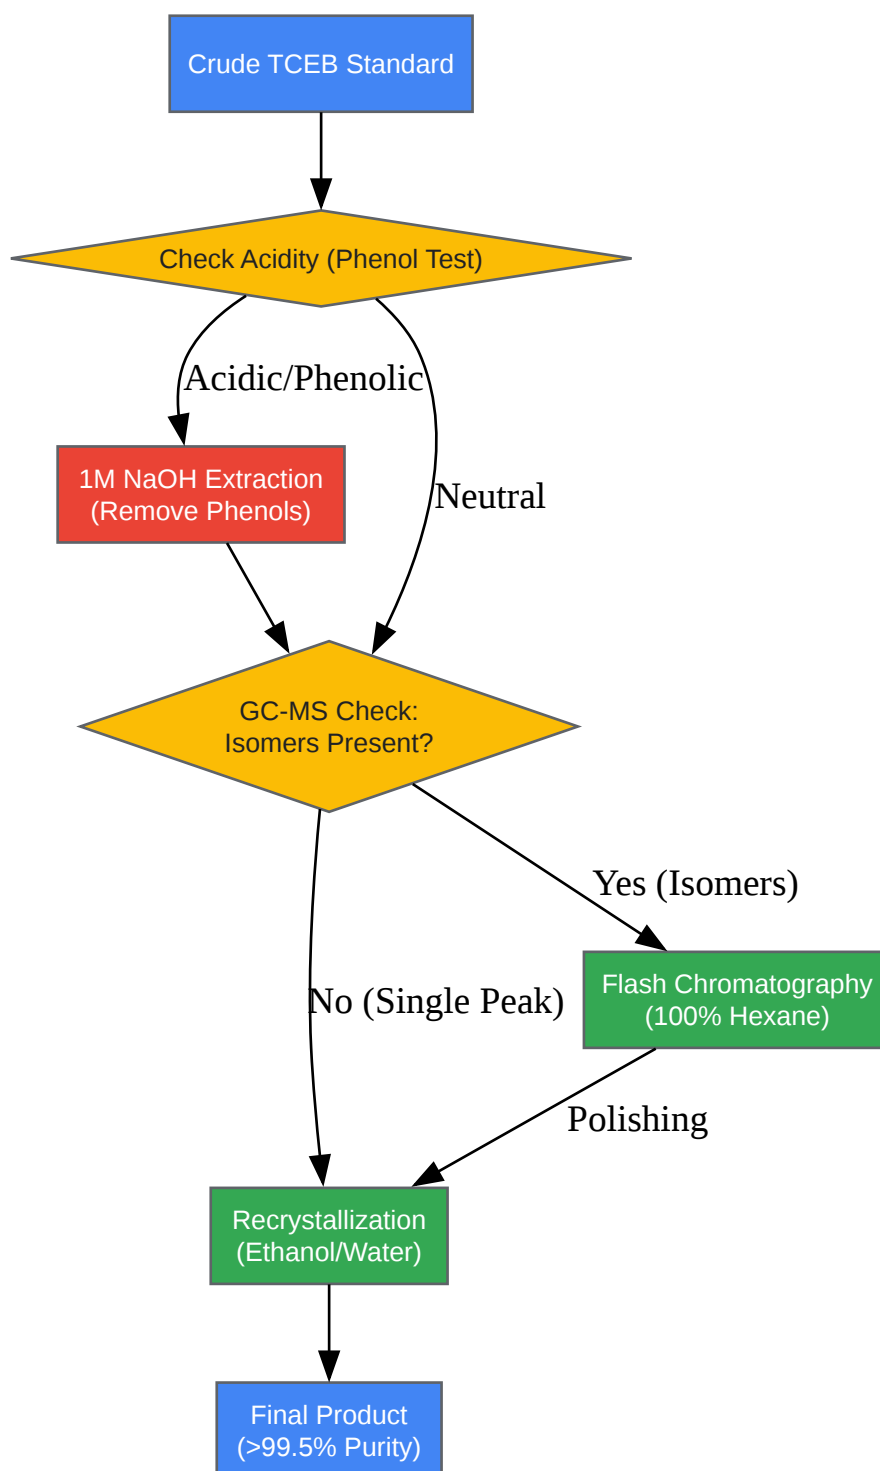 Crude TCEB Standard
Check Acidity (Phenol Test)
Acidic/Phenolic
1M NaOH Extraction
(Remove Phenols)
Neutral
GC-MS Check:
Isomers Present?
Yes (Isomers)
Flash Chromatography
(100% Hexane)
No (Single Peak)
Polishing
Recrystallization
(Ethanol/Water)
Final Product
(>99.5% Purity)